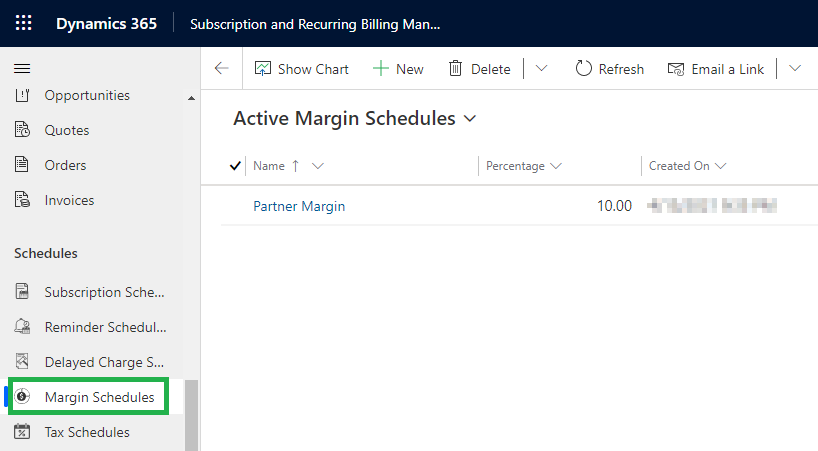 Dynamics 365 Subscription and Recurring Billing Man...
Opportunities
Quotes
Orders
Invoices
Schedules
Subscription Sche...
Reminder Schedul...
Delayed Charge S...
Margin Schedules
Tax Schedules
Show Chart New Delete Refresh Email a Link
Active Margin Schedules
Name Percentage Created On
Partner Margin 10.00